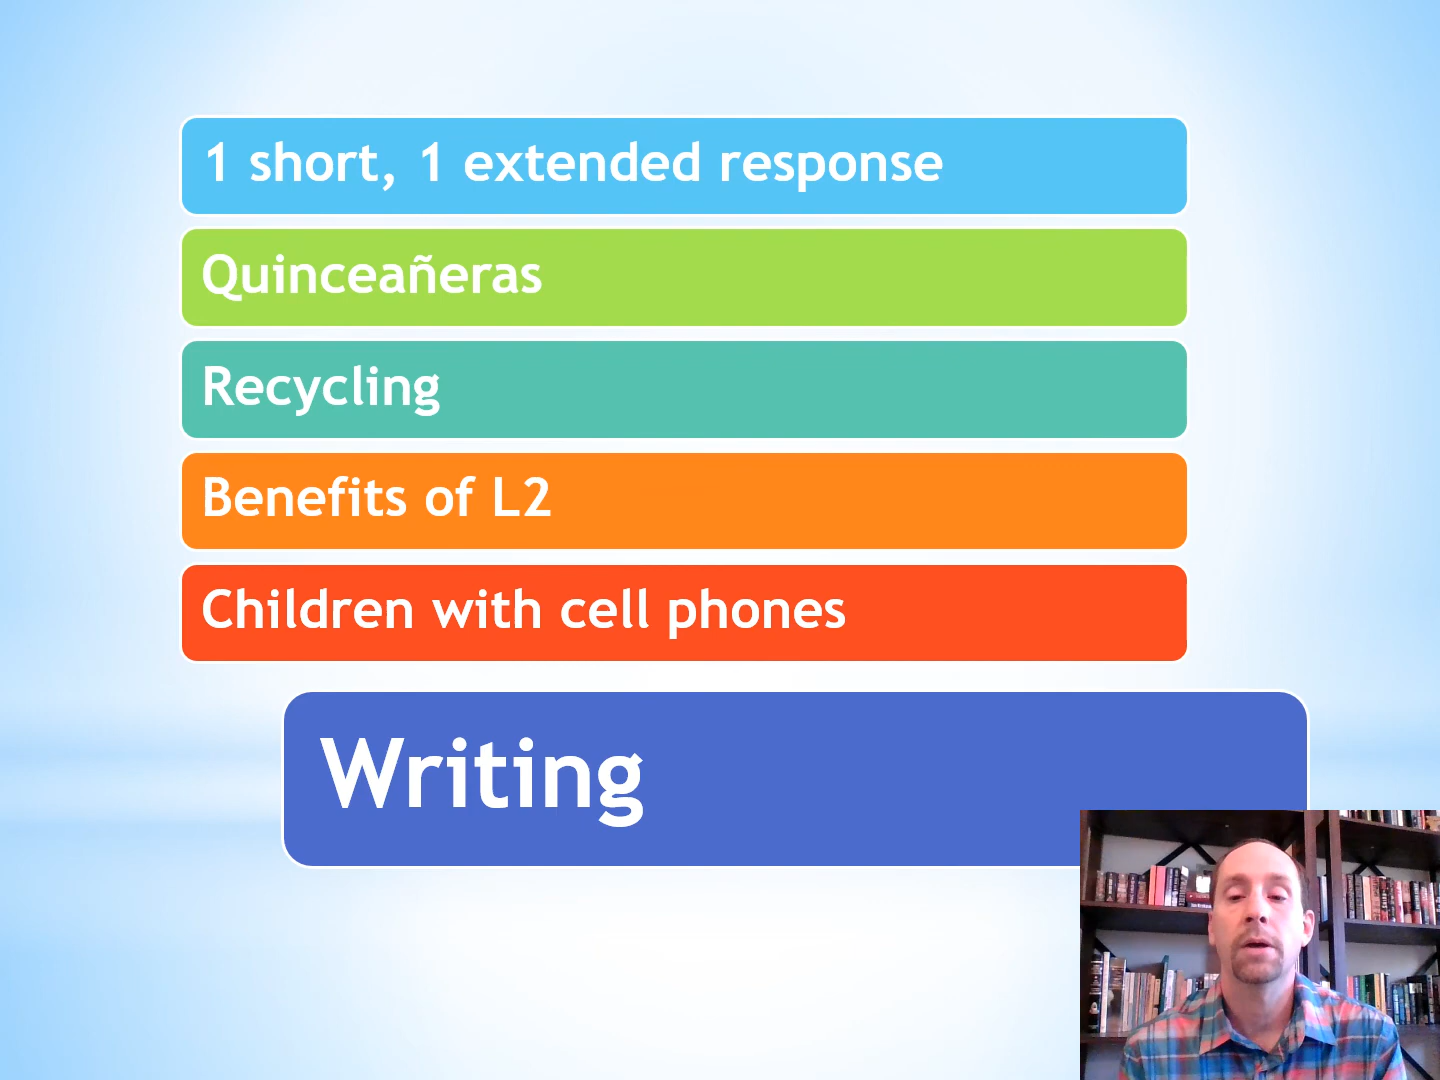 1 short, 1 extended response
Quinceañeras
Recycling
Benefits of L2
Children with cell phones
Writing